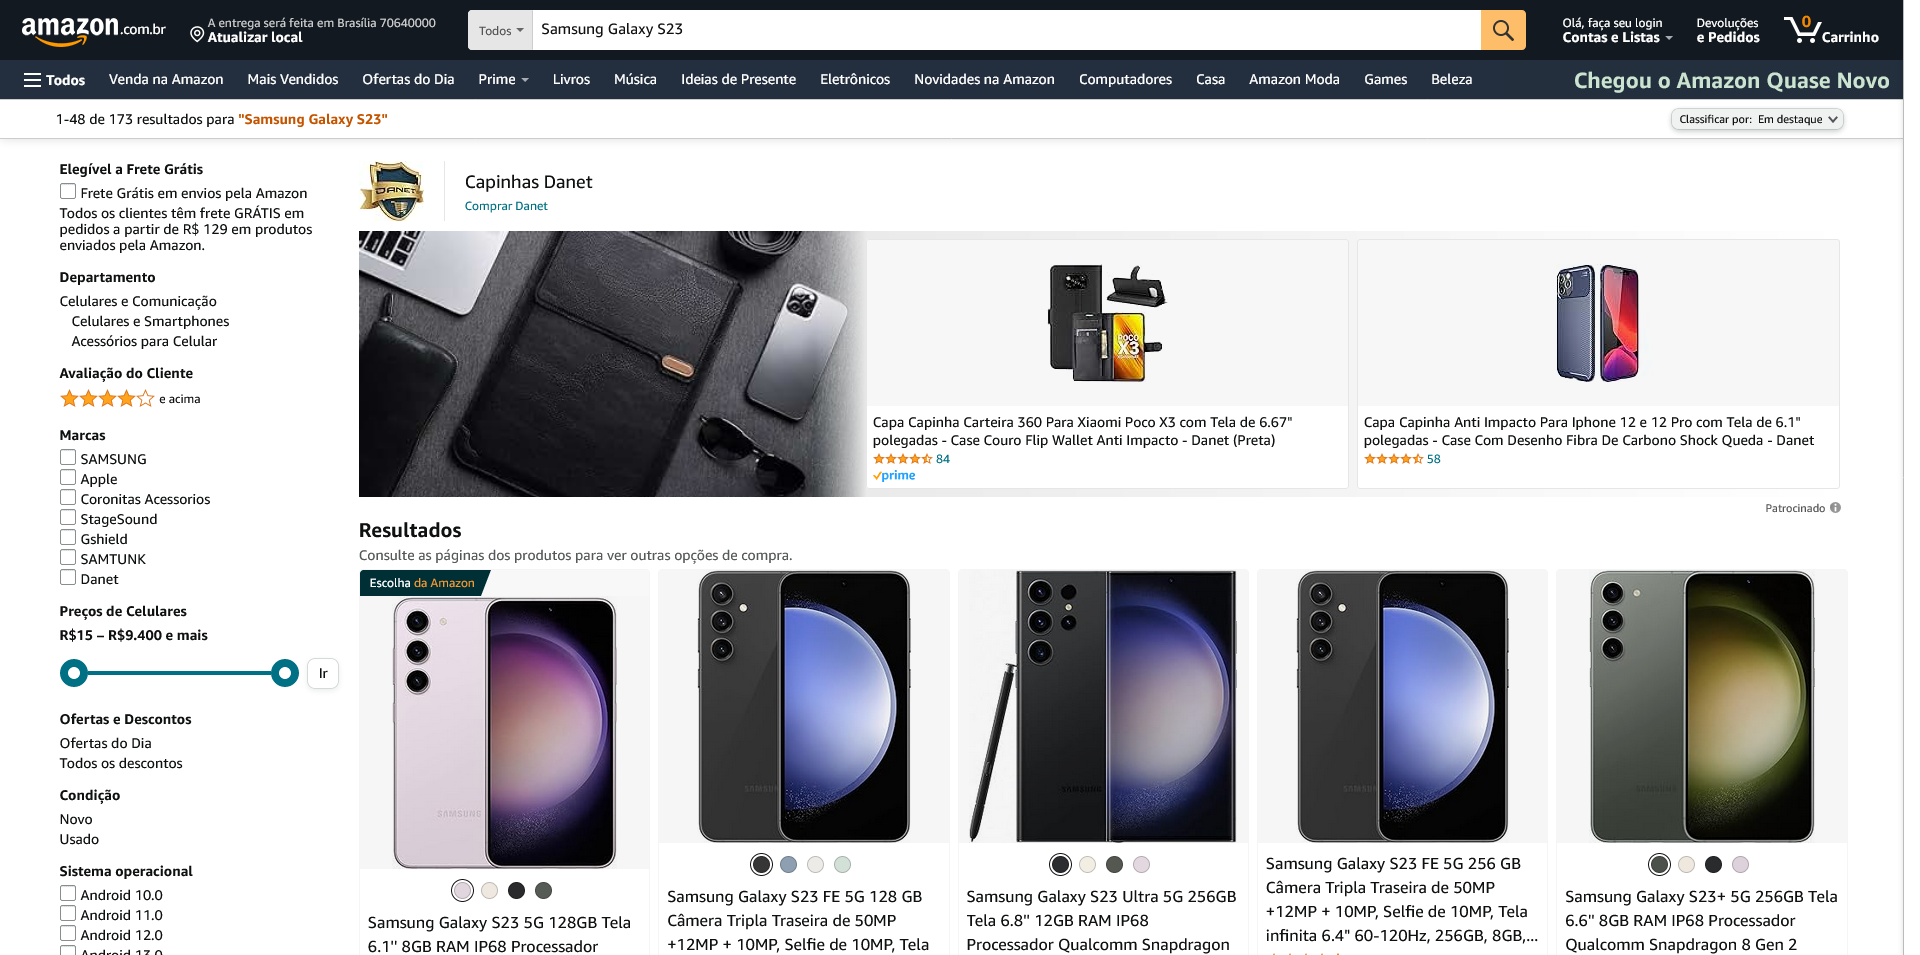 amazon.com.br
A entrega será feita em Brasília 70640000
Atualizar local
Todos
Samsung Galaxy S23
Olá, faça seu login
Contas e Listas
Devoluções
e Pedidos
0
Carrinho
Todos
Venda na Amazon
Mais Vendidos
Ofertas do Dia
Prime
Livros
Música
Ideias de Presente
Eletrônicos
Novidades na Amazon
Computadores
Casa
Amazon Moda
Games
Beleza
Chegou o Amazon Quase Novo
1-48 de 173 resultados para "Samsung Galaxy S23"
Classificar por: Em destaque
Elegível a Frete Grátis
Frete Grátis em envios pela Amazon
Todos os clientes têm frete GRÁTIS em
pedidos a partir de R$ 129 em produtos
enviados pela Amazon.
Departamento
Celulares e Comunicação
Celulares e Smartphones
Acessórios para Celular
Avaliação do Cliente
e acima
Marcas
SAMSUNG
Apple
Coronitas Acessorios
StageSound
Gshield
SAMTUNK
Danet
Preços de Celulares
R$15 – R$9.400 e mais
Ir
Ofertas e Descontos
Ofertas do Dia
Todos os descontos
Condição
Novo
Usado
Sistema operacional
Android 10.0
Android 11.0
Android 12.0
Android 13.0
DANET
Capinhas Danet
Comprar Danet
POCO
X3
Capa Capinha Carteira 360 Para Xiaomi Poco X3 com Tela de 6.67"
polegadas - Case Couro Flip Wallet Anti Impacto - Danet (Preta)
84
prime
Capa Capinha Anti Impacto Para Iphone 12 e 12 Pro com Tela de 6.1"
polegadas - Case Com Desenho Fibra De Carbono Shock Queda - Danet
58
Patrocinado
Resultados
Consulte as páginas dos produtos para ver outras opções de compra.
Escolha da Amazon
SAMSUNG
Samsung Galaxy S23 5G 128GB Tela
6.1'' 8GB RAM IP68 Processador
SAMSUNG
Samsung Galaxy S23 FE 5G 128 GB
Câmera Tripla Traseira de 50MP
+12MP + 10MP, Selfie de 10MP, Tela
SAMSUNG
Samsung Galaxy S23 Ultra 5G 256GB
Tela 6.8" 12GB RAM IP68
Processador Qualcomm Snapdragon
SAMSUNG
Samsung Galaxy S23 FE 5G 256 GB
Câmera Tripla Traseira de 50MP
+12MP + 10MP, Selfie de 10MP, Tela
infinita 6.4" 60-120Hz, 256GB, 8GB,...
SAMSUNG
Samsung Galaxy S23+ 5G 256GB Tela
6.6" 8GB RAM IP68 Processador
Qualcomm Snapdragon 8 Gen 2